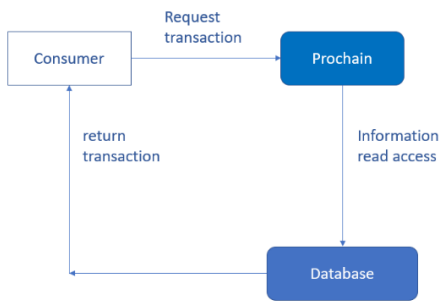 Request
transaction
Consumer
Prochain
return
transaction
Information
read access
Database